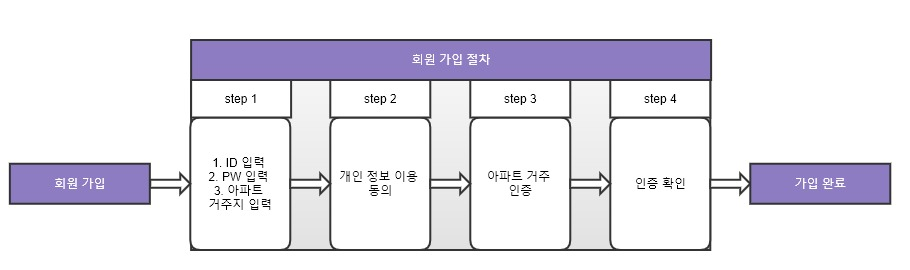 회원 가입 절차
step 1
step 2
step 3
step 4
회원 가입
1. ID 입력
2. PW 입력
3. 아파트
거주지 입력
개인 정보 이용
동의
아파트 거주
인증
인증 확인
가입 완료